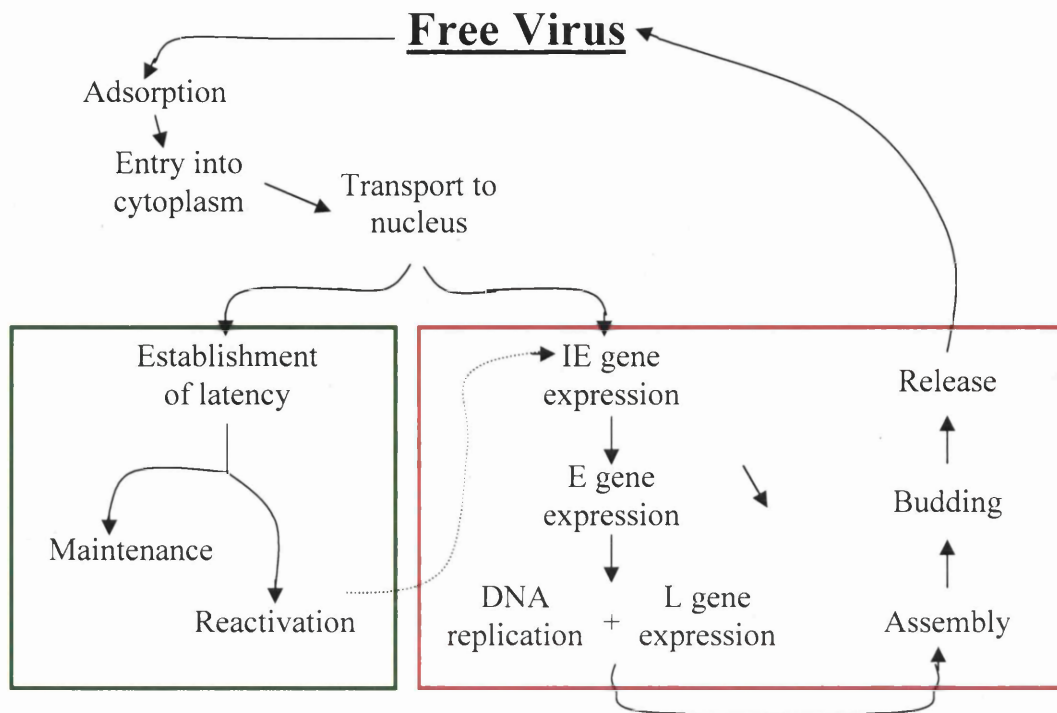 Free Virus
Adsorption
Entry into
cytoplasm
Transport to
nucleus
Establishment
of latency
Maintenance
Reactivation
IE gene
expression
E gene
expression
DNA
replication
+
L gene
expression
Assembly
Budding
Release